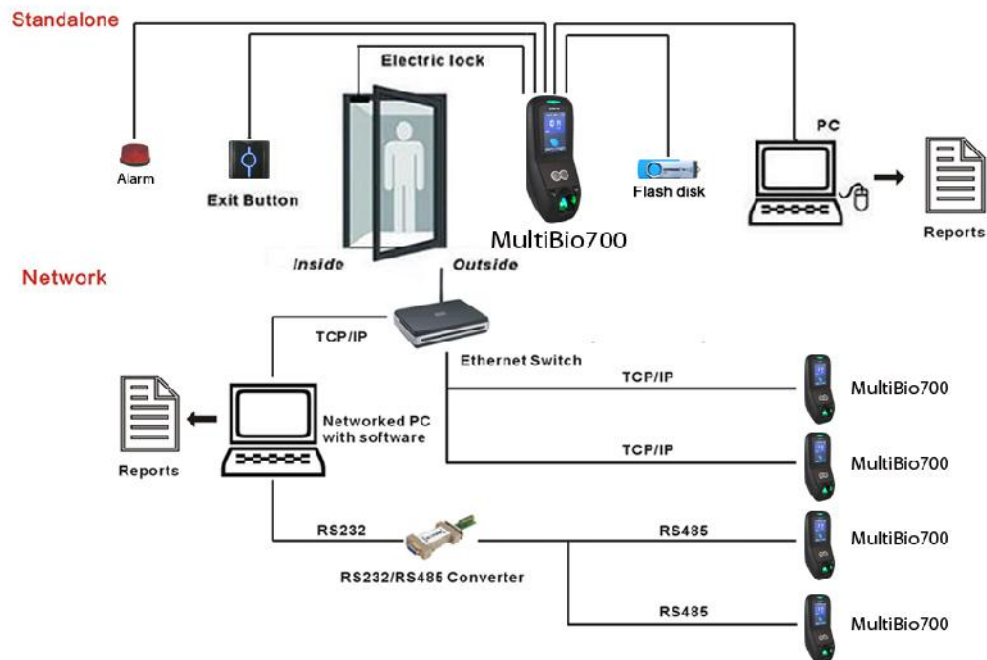 Standalone
Electric lock
PC
Alarm
Exit Button
Flash disk
Reports
MultiBio700
Inside
Outside
Network
TCP/IP
Ethernet Switch
TCP/IP
MultiBio700
Networked PC
with software
Reports
TCP/IP
MultiBio700
RS232
RS485
MultiBio700
RS232/RS485 Converter
RS485
MultiBio700